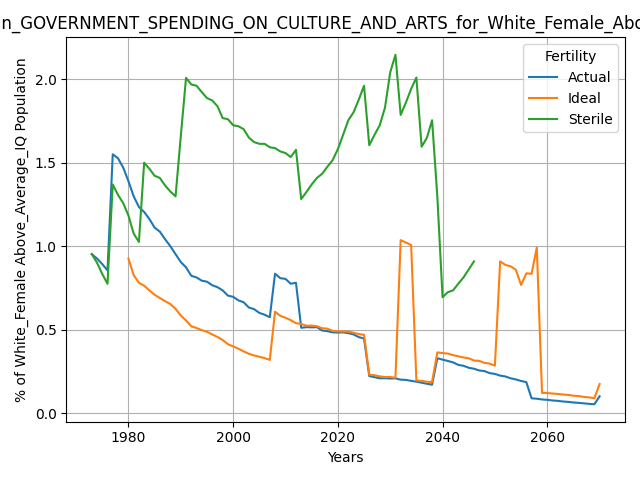 n_GOVERNMENT_SPENDING_ON_CULTURE_AND_ARTS_for_White_Female_Abo
Fertility
Actual
Ideal
Sterile
% of White_Female Above_Average_IQ Population
2.0
1.5
1.0
0.5
0.0
1980 2000 2020 2040 2060
Years